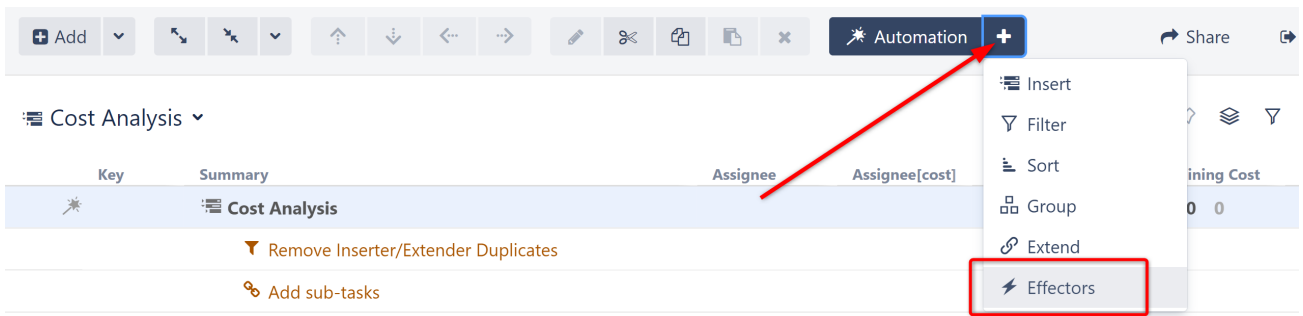 Add
Automation
Share
Insert
Cost Analysis
Filter
Key Summary Assignee Assignee[cost] Sort ining Cost
Cost Analysis Group 0 0
Remove Inserter/Extender Duplicates Extend
Add sub-tasks Effectors